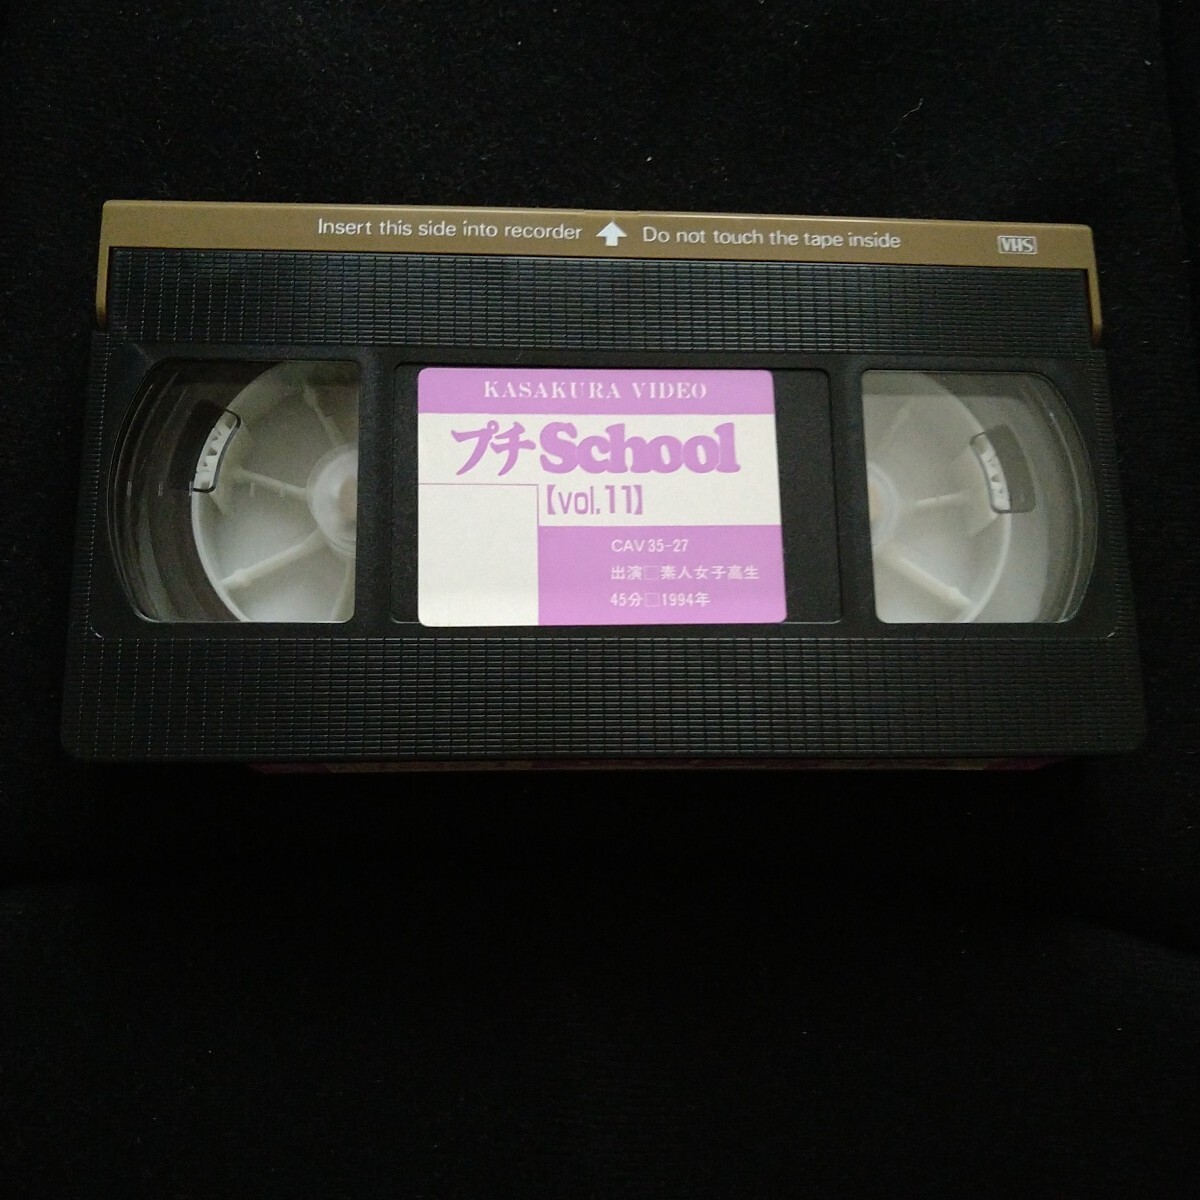 Insert this side into recorder ⬆ Do not touch the tape inside
VHS
KASAKURA VIDEO
プチSchool
【vol.11】
CAV 35-27
出演□素人女子高生
45分□1994年